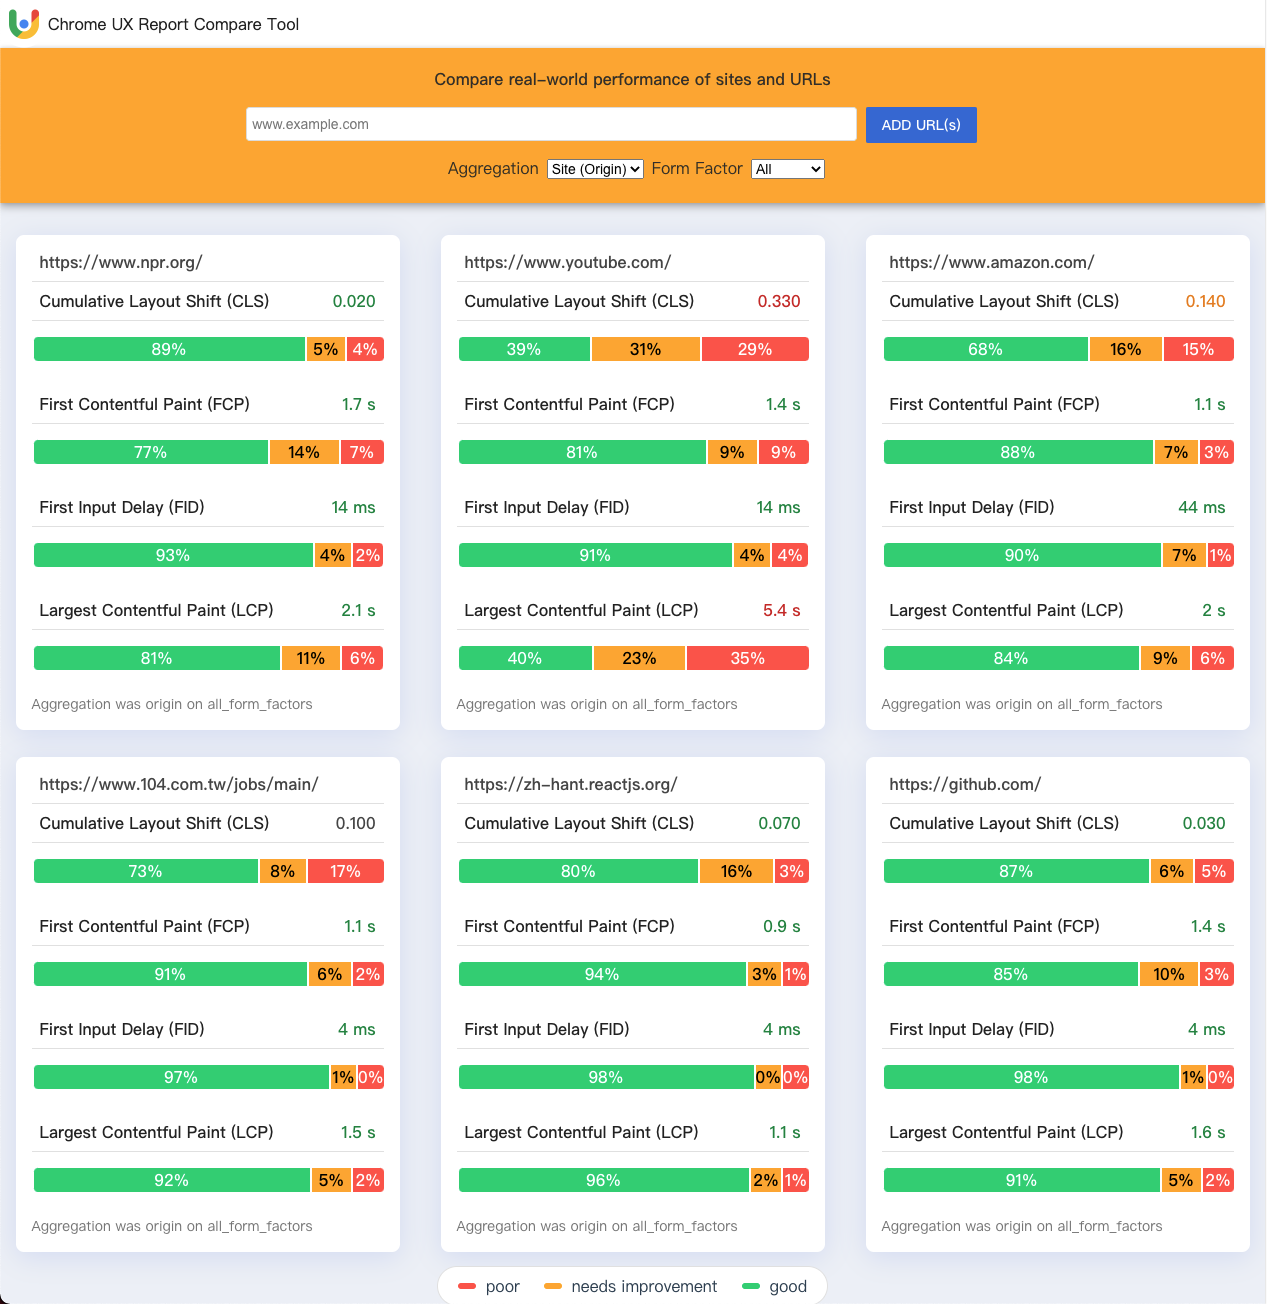 Chrome UX Report Compare Tool
Compare real-world performance of sites and URLs
www.example.com ADD URL(s)
Aggregation Site (Origin) Form Factor All
https://www.npr.org/
Cumulative Layout Shift (CLS) 0.020
89% 5% 4%
First Contentful Paint (FCP) 1.7 s
77% 14% 7%
First Input Delay (FID) 14 ms
93% 4% 2%
Largest Contentful Paint (LCP) 2.1 s
81% 11% 6%
Aggregation was origin on all_form_factors
https://www.youtube.com/
Cumulative Layout Shift (CLS) 0.330
39% 31% 29%
First Contentful Paint (FCP) 1.4 s
81% 9% 9%
First Input Delay (FID) 14 ms
91% 4% 4%
Largest Contentful Paint (LCP) 5.4 s
40% 23% 35%
Aggregation was origin on all_form_factors
https://www.amazon.com/
Cumulative Layout Shift (CLS) 0.140
68% 16% 15%
First Contentful Paint (FCP) 1.1 s
88% 7% 3%
First Input Delay (FID) 44 ms
90% 7% 1%
Largest Contentful Paint (LCP) 2 s
84% 9% 6%
Aggregation was origin on all_form_factors
https://www.104.com.tw/jobs/main/
Cumulative Layout Shift (CLS) 0.100
73% 8% 17%
First Contentful Paint (FCP) 1.1 s
91% 6% 2%
First Input Delay (FID) 4 ms
97% 1% 0%
Largest Contentful Paint (LCP) 1.5 s
92% 5% 2%
Aggregation was origin on all_form_factors
https://zh-hant.reactjs.org/
Cumulative Layout Shift (CLS) 0.070
80% 16% 3%
First Contentful Paint (FCP) 0.9 s
94% 3% 1%
First Input Delay (FID) 4 ms
98% 0% 0%
Largest Contentful Paint (LCP) 1.1 s
96% 2% 1%
Aggregation was origin on all_form_factors
https://github.com/
Cumulative Layout Shift (CLS) 0.030
87% 6% 5%
First Contentful Paint (FCP) 1.4 s
85% 10% 3%
First Input Delay (FID) 4 ms
98% 1% 0%
Largest Contentful Paint (LCP) 1.6 s
91% 5% 2%
Aggregation was origin on all_form_factors
poor needs improvement good